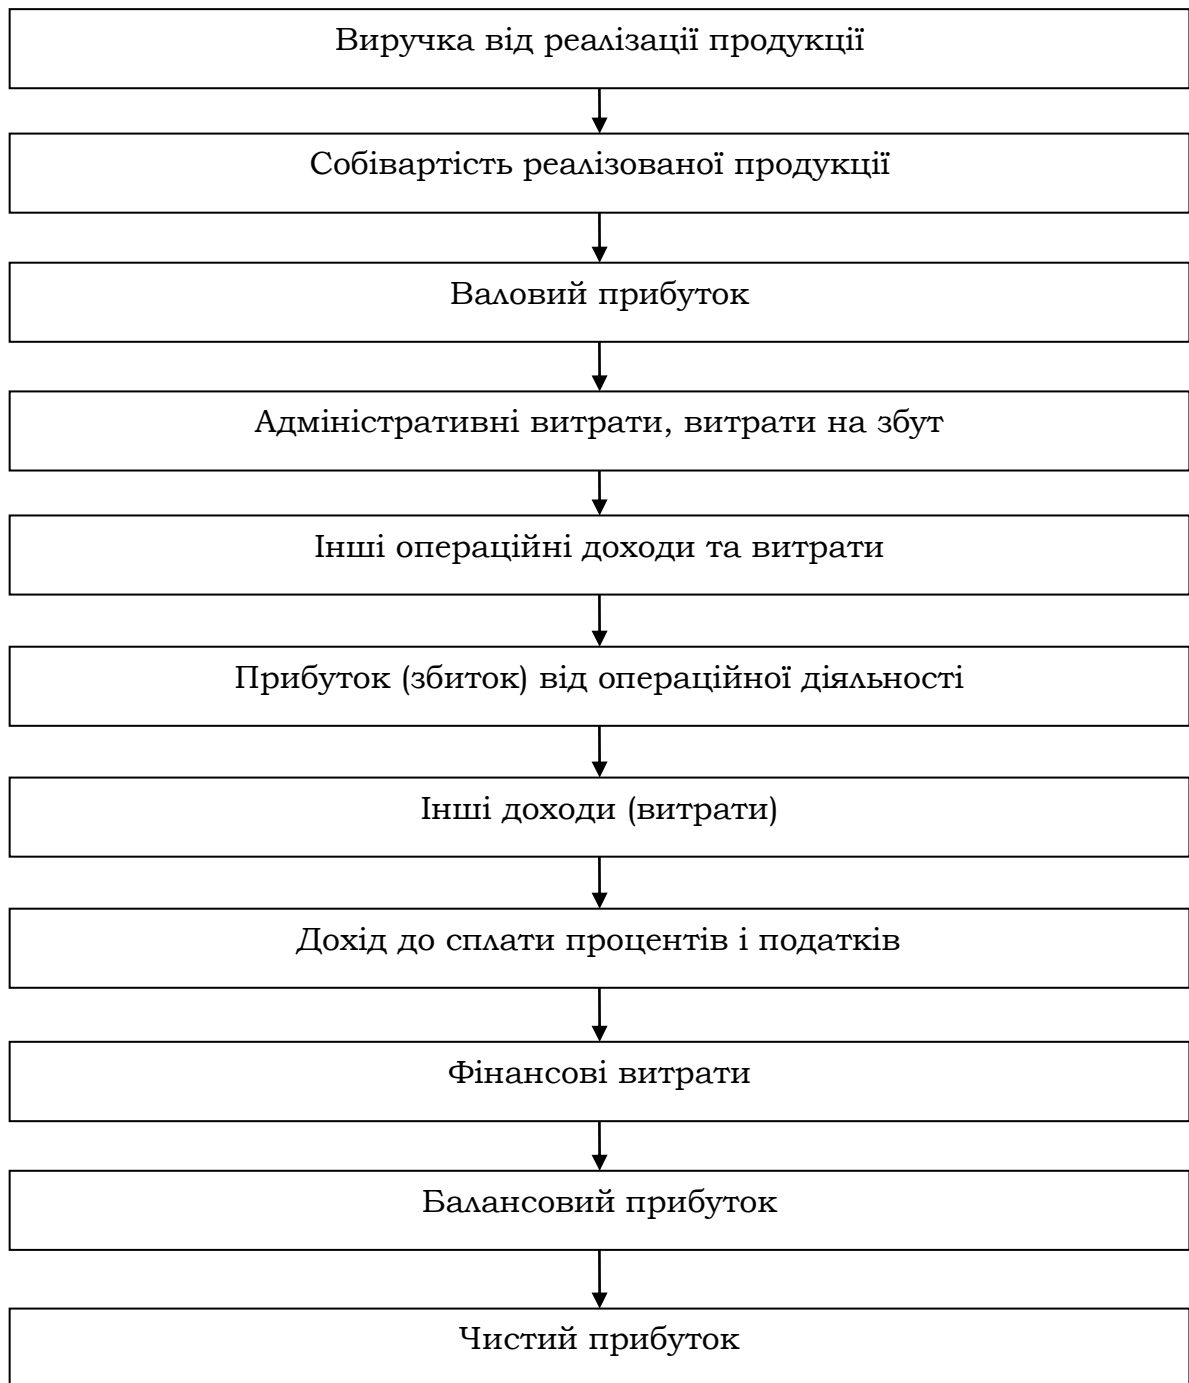 Виручка від реалізації продукції
Собівартість реалізованої продукції
Валовий прибуток
Адміністративні витрати, витрати на збут
Інші операційні доходи та витрати
Прибуток (збиток) від операційної діяльності
Інші доходи (витрати)
Дохід до сплати процентів і податків
Фінансові витрати
Балансовий прибуток
Чистий прибуток